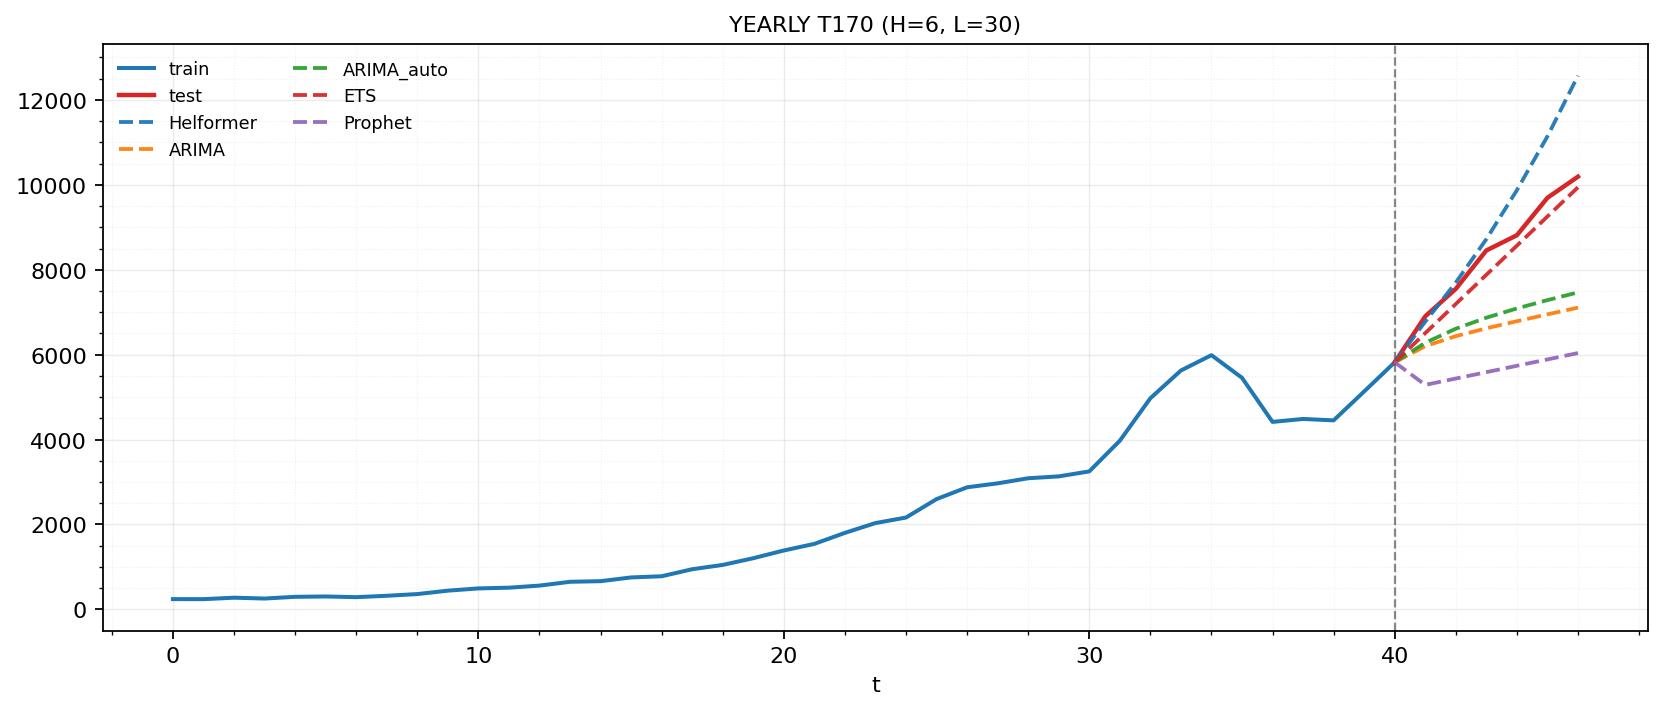 YEARLY T170 (H=6, L=30)
train
test
Helformer
ARIMA
ARIMA_auto
ETS
Prophet
12000
10000
8000
6000
4000
2000
0
0 10 20 30 40
t